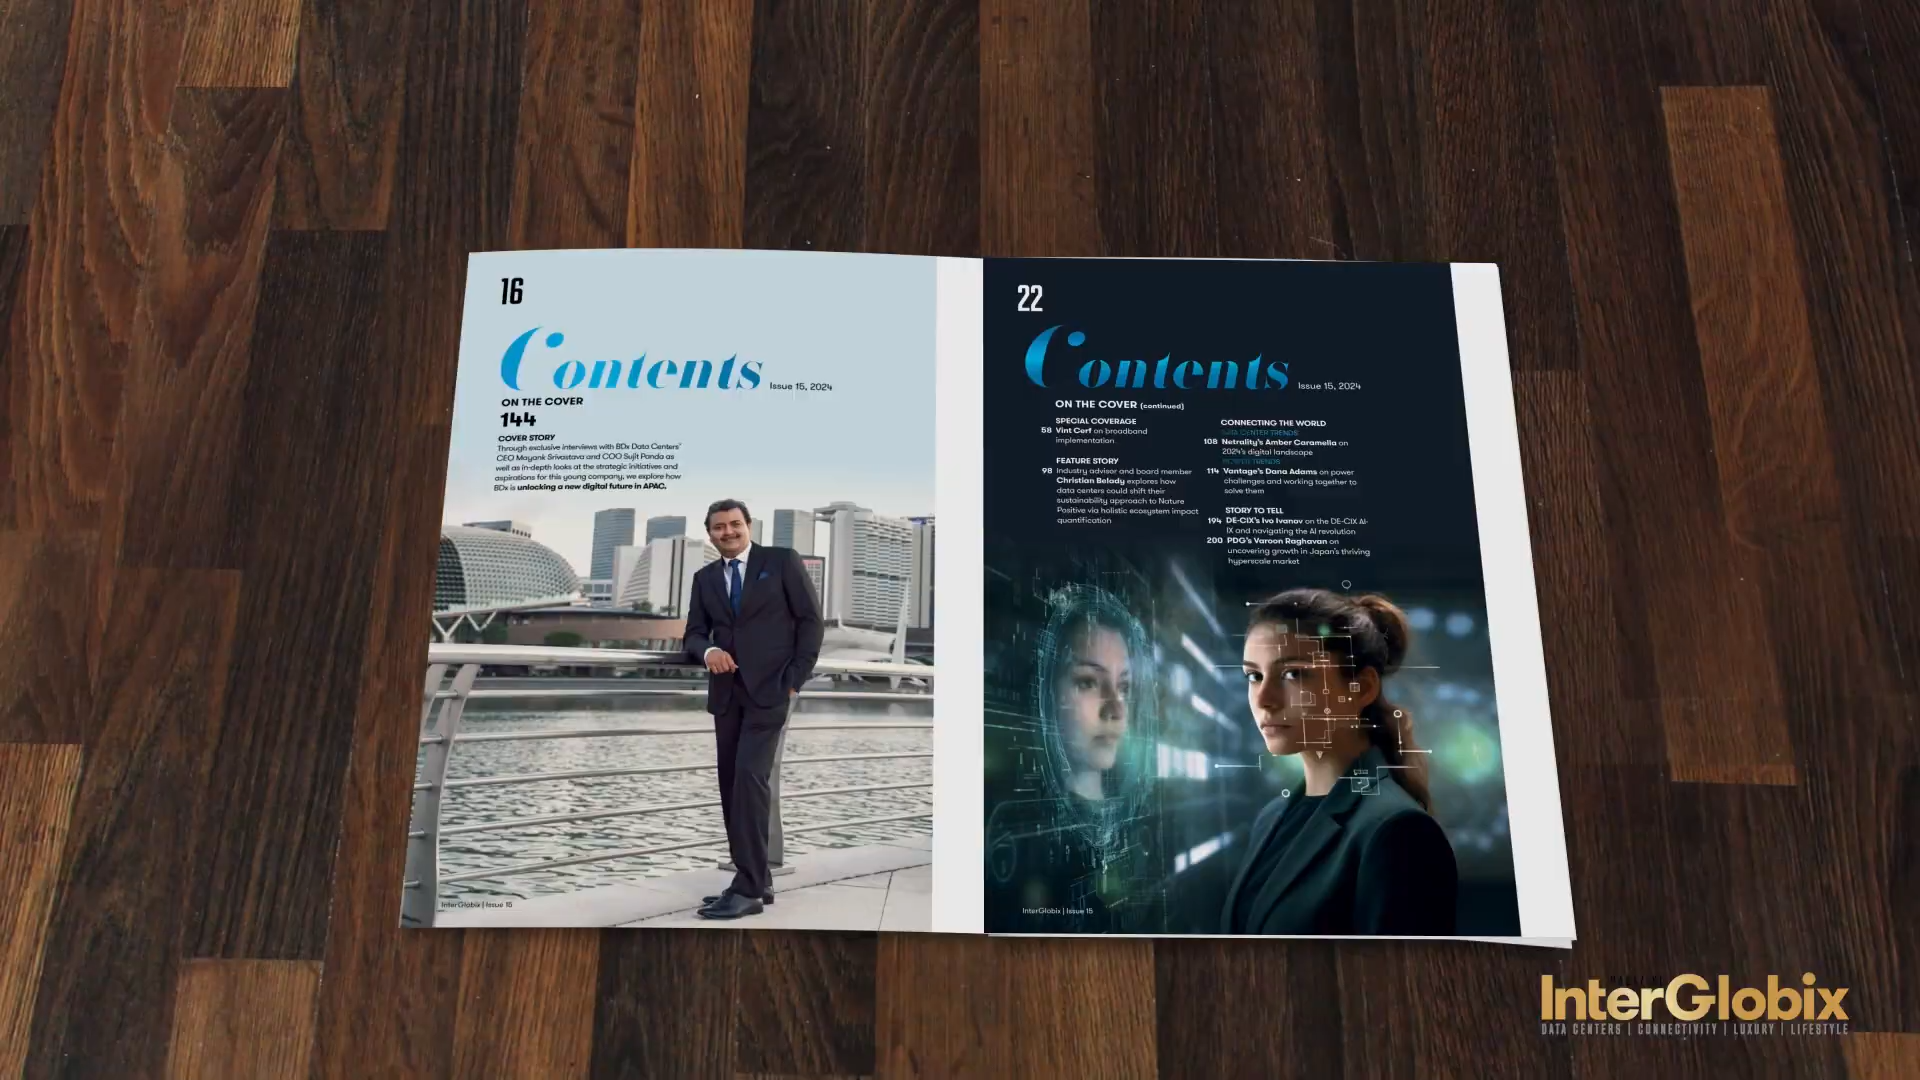 16
Contents Issue 15, 2024
ON THE COVER
144
COVER STORY
Through exclusive interviews with BDx Data Centers'
CEO Mayank Srivastava and COO Sujit Panda as
well as in-depth looks at the strategic initiatives and
aspirations for this young company, we explore how
BDx is unlocking a new digital future in APAC.
InterGlobix | Issue 15
22
Contents Issue 15, 2024
ON THE COVER (continued)
SPECIAL COVERAGE
58 Vint Cerf on broadband
implementation
FEATURE STORY
98 Industry advisor and board member
Christian Belady explores how
data centers could shift their
sustainability approach to Nature
Positive via holistic ecosystem impact
quantification
CONNECTING THE WORLD
DATA CENTER TRENDS:
108 Netrality's Amber Caramella on
2024's digital landscape
POWER TRENDS:
114 Vantage's Dana Adams on power
challenges and working together to
solve them
STORY TO TELL
194 DE-CIX's Ivo Ivanov on the DE-CIX AI-
IX and navigating the AI revolution
200 PDG's Varoon Raghavan on
uncovering growth in Japan's thriving
hyperscale market
InterGlobix | Issue 15
InterGlobix
DATA CENTERS | CONNECTIVITY | LUXURY | LIFESTYLE